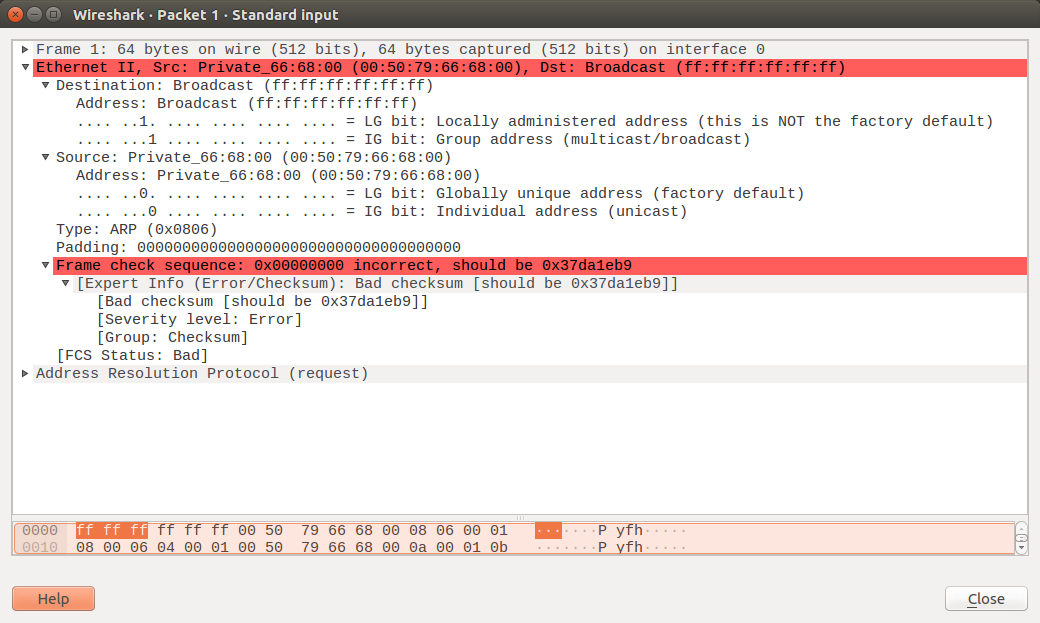 Wireshark · Packet 1 · Standard input
Frame 1: 64 bytes on wire (512 bits), 64 bytes captured (512 bits) on interface 0
Ethernet II, Src: Private_66:68:00 (00:50:79:66:68:00), Dst: Broadcast (ff:ff:ff:ff:ff:ff)
Destination: Broadcast (ff:ff:ff:ff:ff:ff)
Address: Broadcast (ff:ff:ff:ff:ff:ff)
.... ..1. .... .... .... .... = LG bit: Locally administered address (this is NOT the factory default)
.... ...1 .... .... .... .... = IG bit: Group address (multicast/broadcast)
Source: Private_66:68:00 (00:50:79:66:68:00)
Address: Private_66:68:00 (00:50:79:66:68:00)
.... ..0. .... .... .... .... = LG bit: Globally unique address (factory default)
.... ...0 .... .... .... .... = IG bit: Individual address (unicast)
Type: ARP (0x0806)
Padding: 000000000000000000000000000000000000
Frame check sequence: 0x00000000 incorrect, should be 0x37da1eb9
[Expert Info (Error/Checksum): Bad checksum [should be 0x37da1eb9]]
[Bad checksum [should be 0x37da1eb9]]
[Severity level: Error]
[Group: Checksum]
[FCS Status: Bad]
Address Resolution Protocol (request)
0000 ff ff ff ff ff ff 00 50 79 66 68 00 08 06 00 01 ·······P yfh·····
0010 08 00 06 04 00 01 00 50 79 66 68 00 0a 00 01 0b ·······P yfh·····
Help
Close